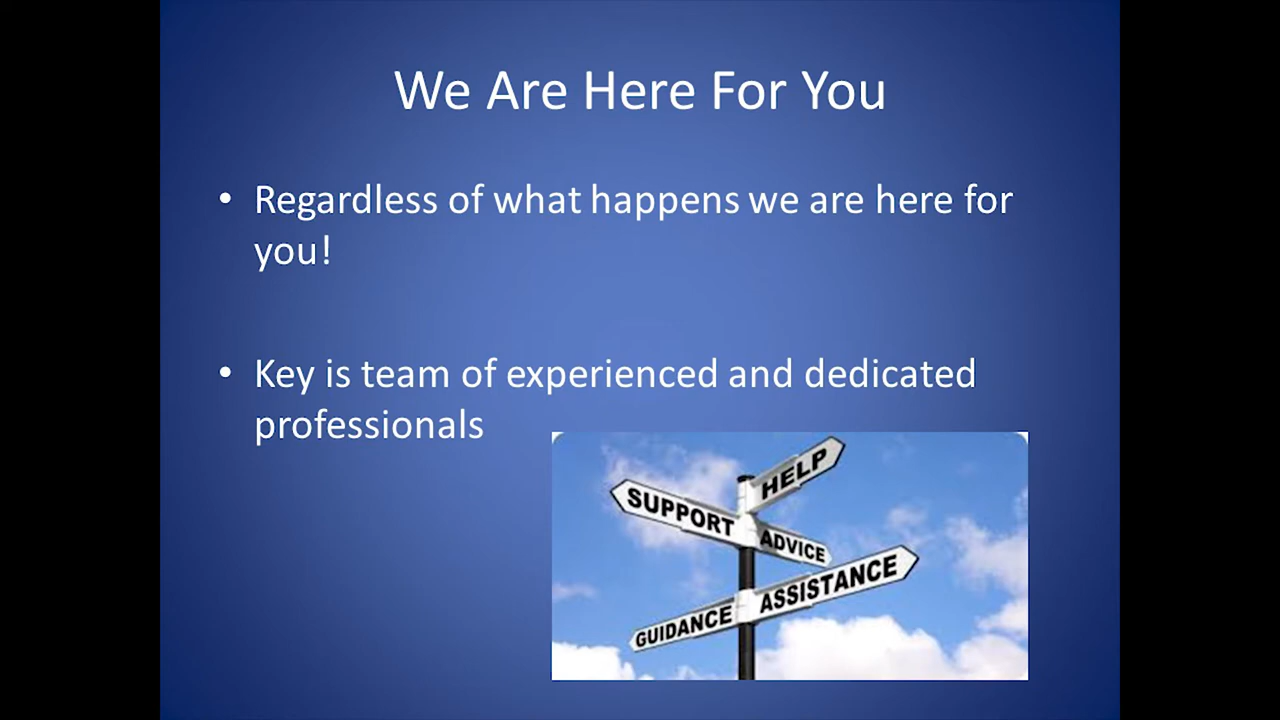 We Are Here For You
• Regardless of what happens we are here for
you!
• Key is team of experienced and dedicated
professionals
HELP
SUPPORT
ADVICE
ASSISTANCE
GUIDANCE